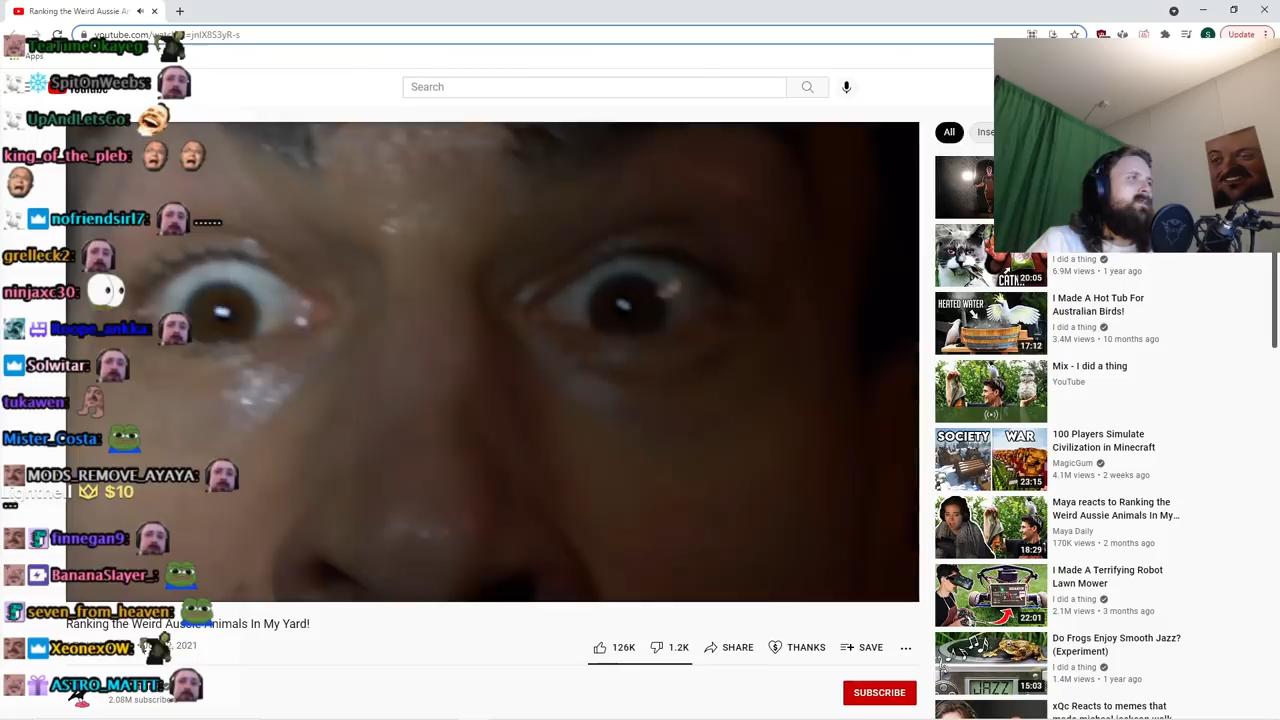 Ranking the Weird Aussie An
Update
Apps
Search
TeaTimeOkayeg:
SpitOnWeebs:
UpAndLetsGo:
king_of_the_pleb:
nofriendsirl7: ......
grelleck2:
ninjaxc30:
Roope_ankka:
Solwitar:
tukawen:
Mister_Costa:
MODS_REMOVE_AYAYA:
$10
...
finnegan9:
BananaSlayer_:
seven_from_heaven:
XeonexOW:
ASTRO_MATTT:
Ranking the Weird Aussie Animals In My Yard!
2, 2021
126K
1.2K
SHARE
THANKS
SAVE
2.08M subscribers
SUBSCRIBE
All
I did a thing
6.9M views • 1 year ago
20:05
HEATED WATER
17:12
I Made A Hot Tub For
Australian Birds!
I did a thing
3.4M views • 10 months ago
Mix - I did a thing
YouTube
SOCIETY WAR
23:15
100 Players Simulate
Civilization in Minecraft
MagicGum
4.1M views • 2 weeks ago
18:29
Maya reacts to Ranking the
Weird Aussie Animals In My...
Maya Daily
170K views • 2 months ago
22:01
I Made A Terrifying Robot
Lawn Mower
I did a thing
2.1M views • 3 months ago
JAZZ
15:03
Do Frogs Enjoy Smooth Jazz?
(Experiment)
I did a thing
1.4M views • 1 year ago
xQc Reacts to memes that